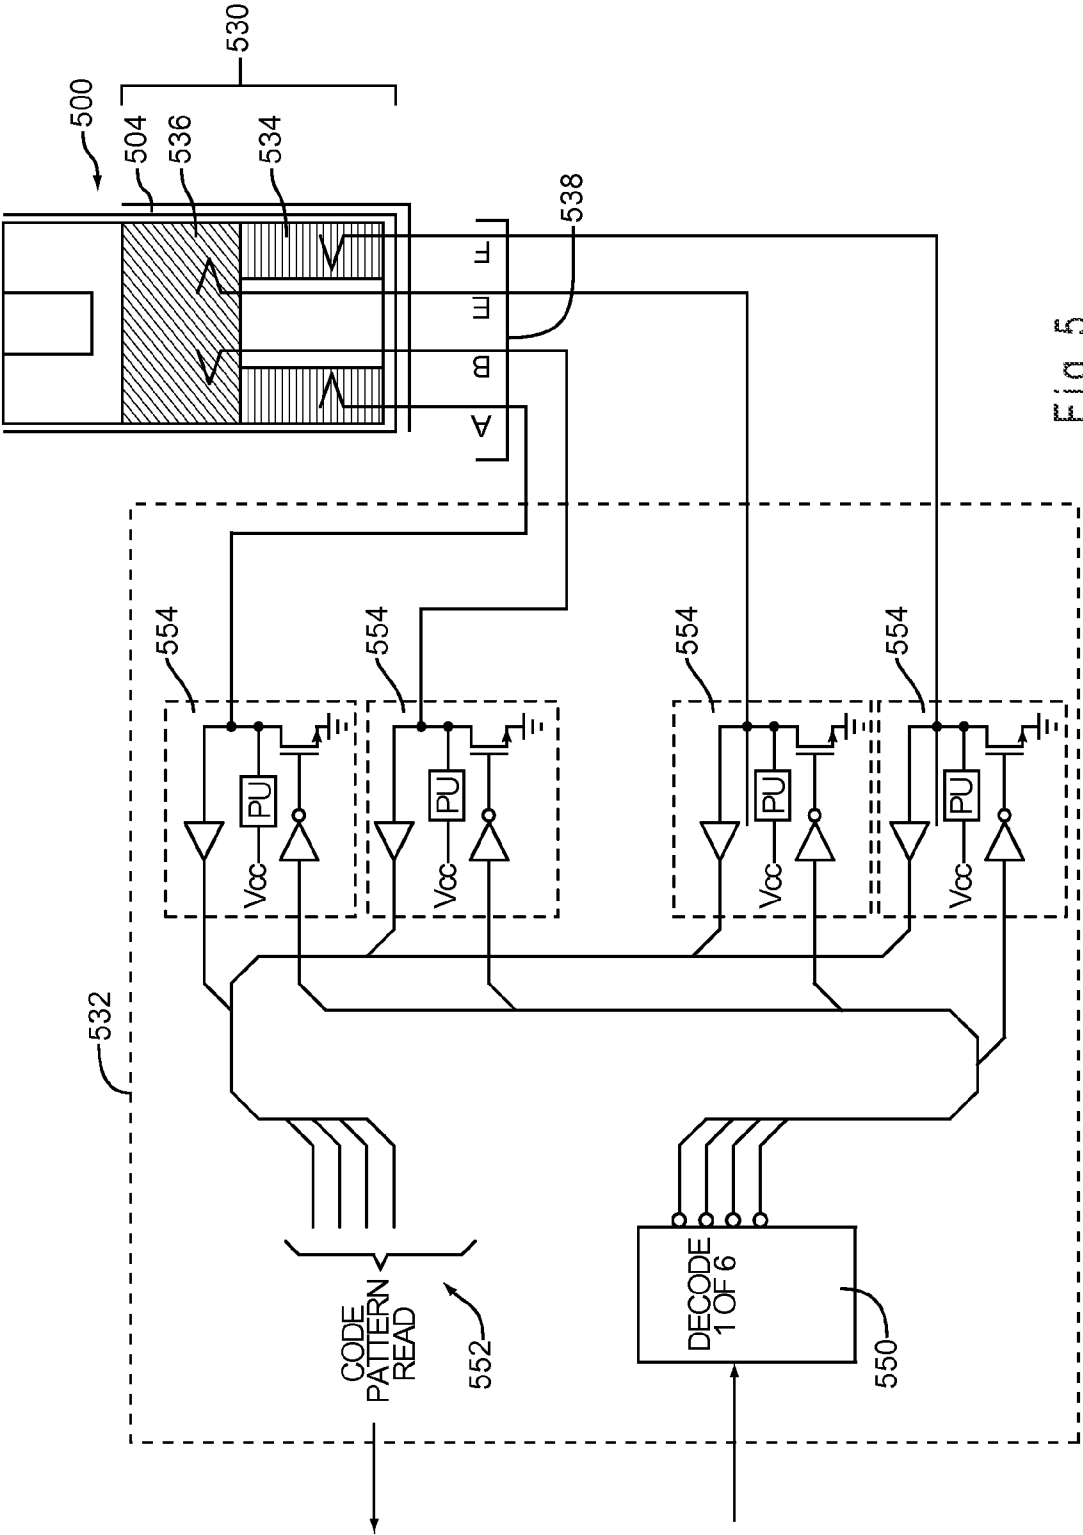 530
500
504
536
534
538
A
B
E
F
532
554
554
554
554
PU
PU
PU
PU
Vcc
Vcc
Vcc
Vcc
CODE
PATTERN
READ
552
DECODE
1 OF 6
550
Fig 5